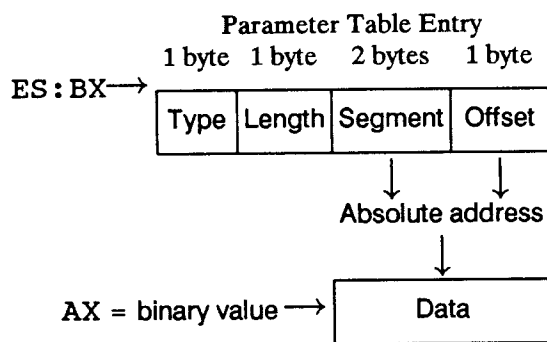 Parameter Table Entry
1 byte 1 byte 2 bytes 1 byte
ES:BX
Type Length Segment Offset
Absolute address
AX = binary value
Data